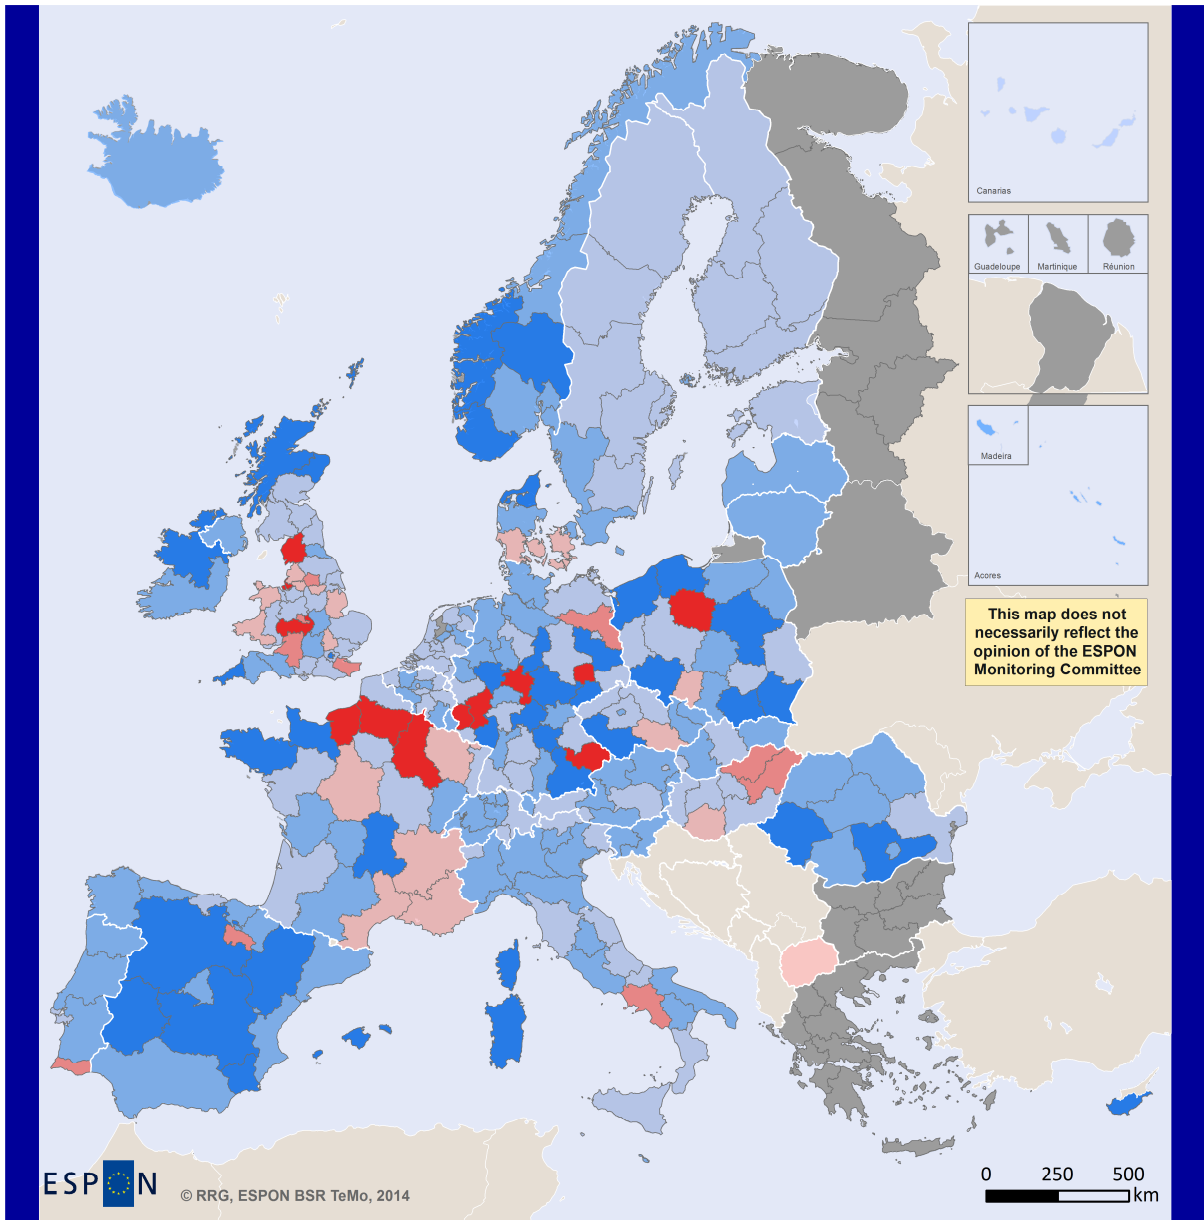 Canarias
Guadeloupe
Martinique
Réunion
Madeira
Acores
This map does not
necessarily reflect the
opinion of the ESPON
Monitoring Committee
ESPON
© RRG, ESPON BSR TeMo, 2014
0 250 500
km